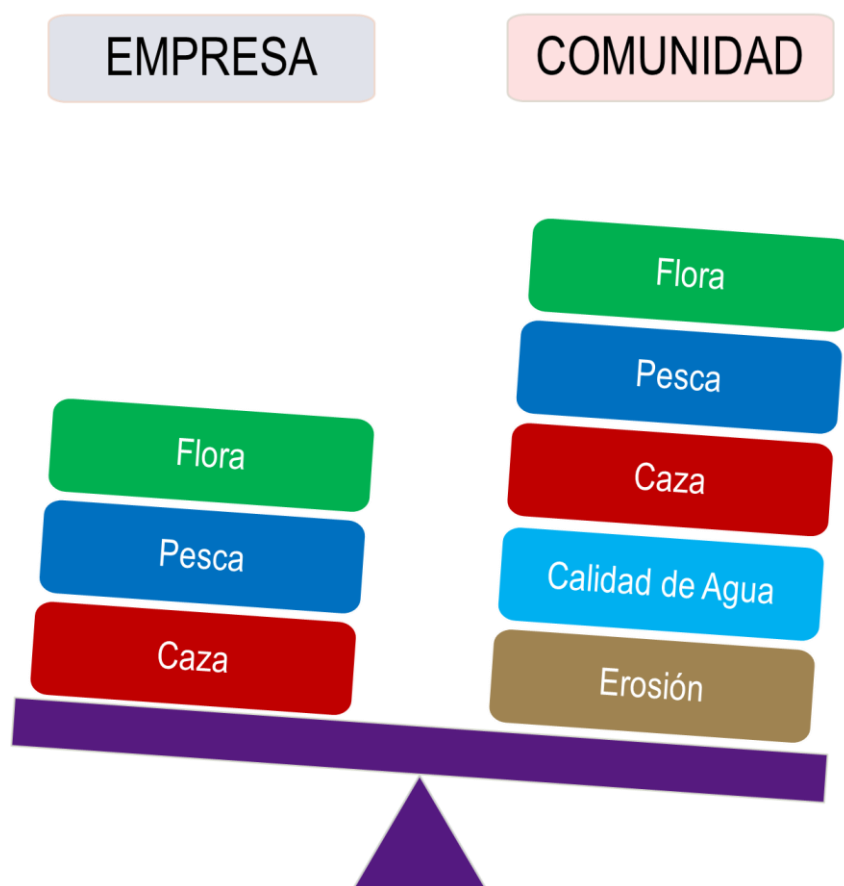 EMPRESA
COMUNIDAD
Flora
Pesca
Caza
Flora
Pesca
Caza
Calidad de Agua
Erosión